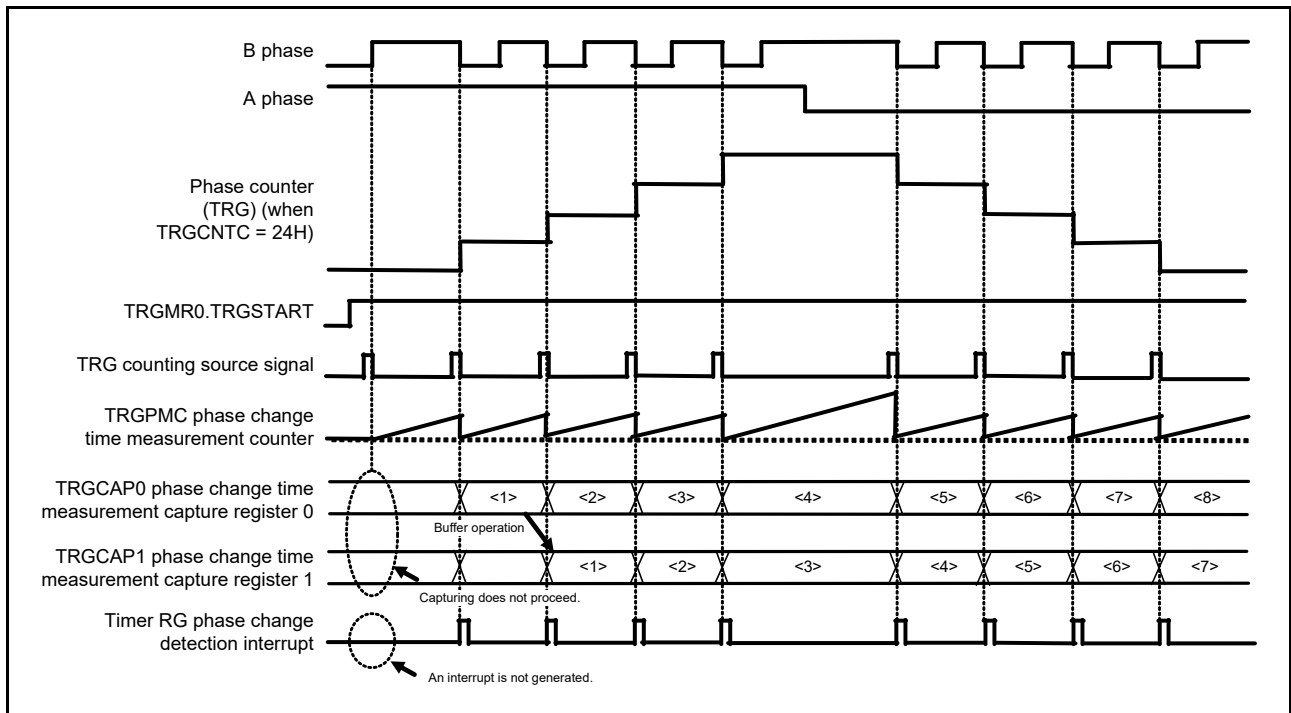 B phase
A phase
Phase counter
(TRG) (when
TRGCNTC = 24H)
TRGMR0.TRGSTART
TRG counting source signal
TRGPMC phase change
time measurement counter
TRGCAP0 phase change time
measurement capture register 0
<1> <2> <3> <4> <5> <6> <7> <8>
Buffer operation
TRGCAP1 phase change time
measurement capture register 1
<1> <2> <3> <4> <5> <6> <7>
Capturing does not proceed.
Timer RG phase change
detection interrupt
An interrupt is not generated.